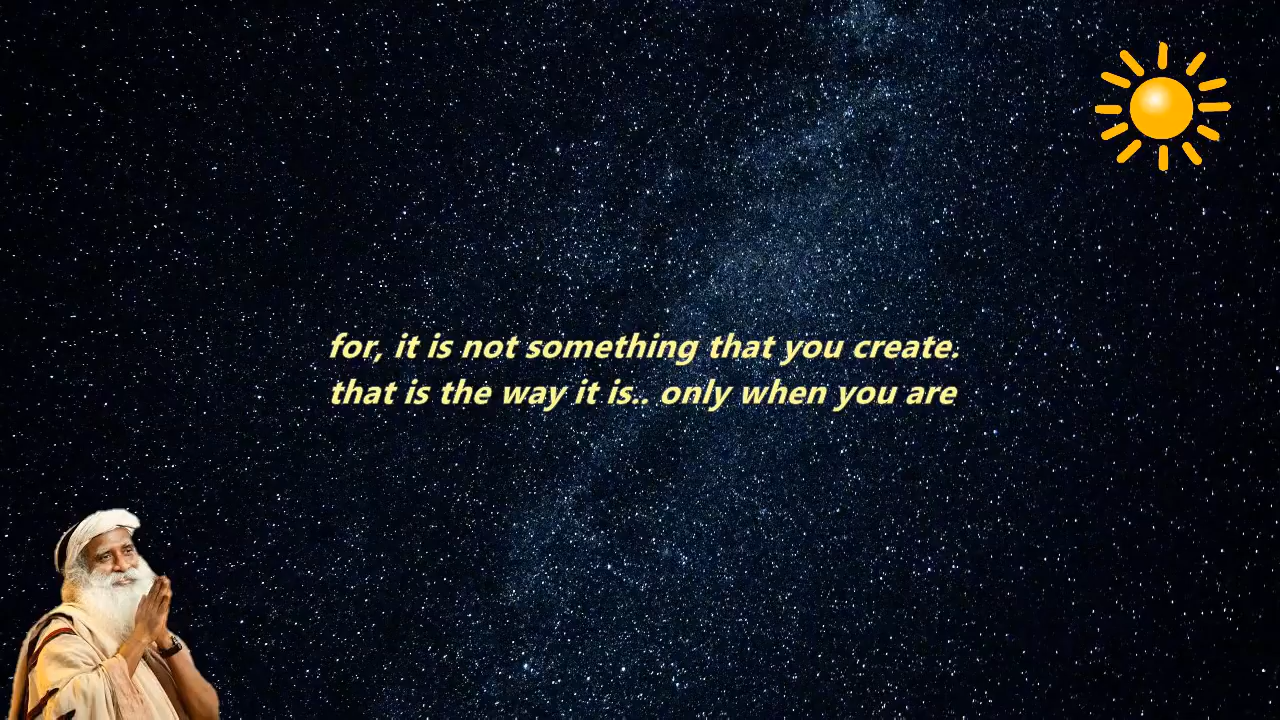 for, it is not something that you create.
that is the way it is.. only when you are